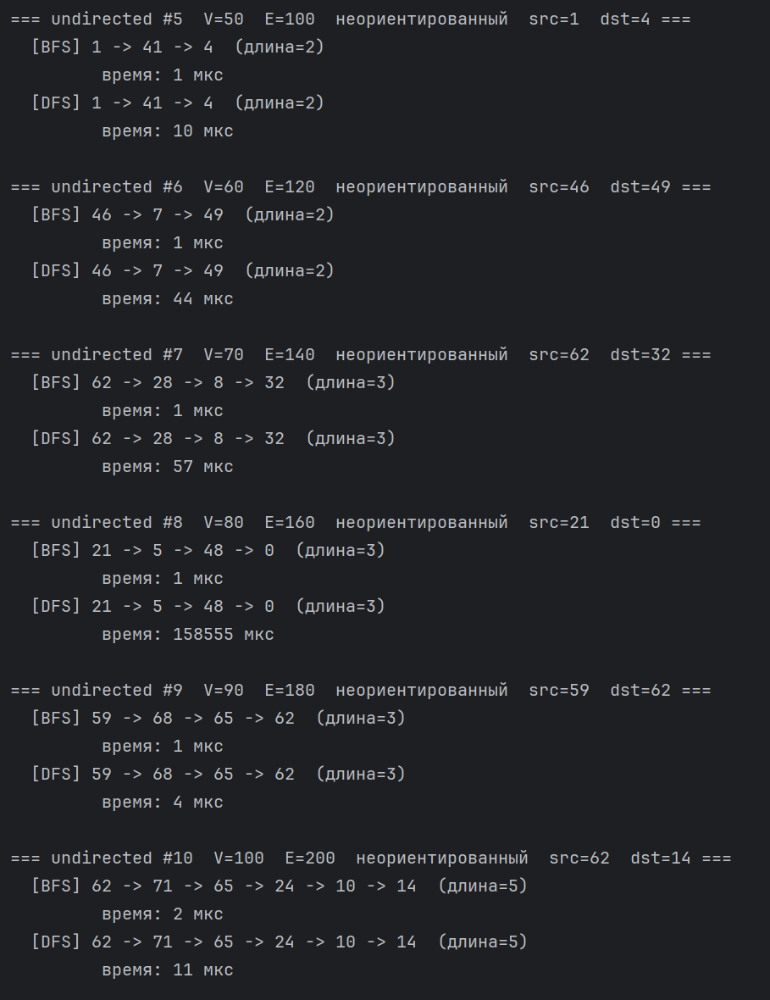 === undirected #5  V=50  E=100  неориентированный  src=1  dst=4 ===
  [BFS] 1 -> 41 -> 4  (длина=2)
         время: 1 мкс
  [DFS] 1 -> 41 -> 4  (длина=2)
         время: 10 мкс

=== undirected #6  V=60  E=120  неориентированный  src=46  dst=49 ===
  [BFS] 46 -> 7 -> 49  (длина=2)
         время: 1 мкс
  [DFS] 46 -> 7 -> 49  (длина=2)
         время: 44 мкс

=== undirected #7  V=70  E=140  неориентированный  src=62  dst=32 ===
  [BFS] 62 -> 28 -> 8 -> 32  (длина=3)
         время: 1 мкс
  [DFS] 62 -> 28 -> 8 -> 32  (длина=3)
         время: 57 мкс

=== undirected #8  V=80  E=160  неориентированный  src=21  dst=0 ===
  [BFS] 21 -> 5 -> 48 -> 0  (длина=3)
         время: 1 мкс
  [DFS] 21 -> 5 -> 48 -> 0  (длина=3)
         время: 158555 мкс

=== undirected #9  V=90  E=180  неориентированный  src=59  dst=62 ===
  [BFS] 59 -> 68 -> 65 -> 62  (длина=3)
         время: 1 мкс
  [DFS] 59 -> 68 -> 65 -> 62  (длина=3)
         время: 4 мкс

=== undirected #10  V=100  E=200  неориентированный  src=62  dst=14 ===
  [BFS] 62 -> 71 -> 65 -> 24 -> 10 -> 14  (длина=5)
         время: 2 мкс
  [DFS] 62 -> 71 -> 65 -> 24 -> 10 -> 14  (длина=5)
         время: 11 мкс